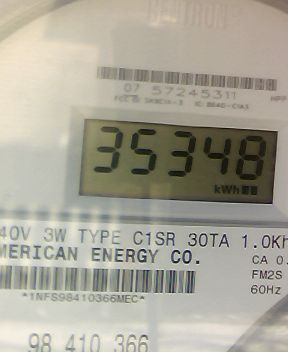 07 57245311
35348
kWh
40V 3W TYPE C1SR 30TA 1.0Kh
MERICAN ENERGY CO.
CA 0.
FM2S
60Hz
*1NFS98410366MEC*
98 410 366